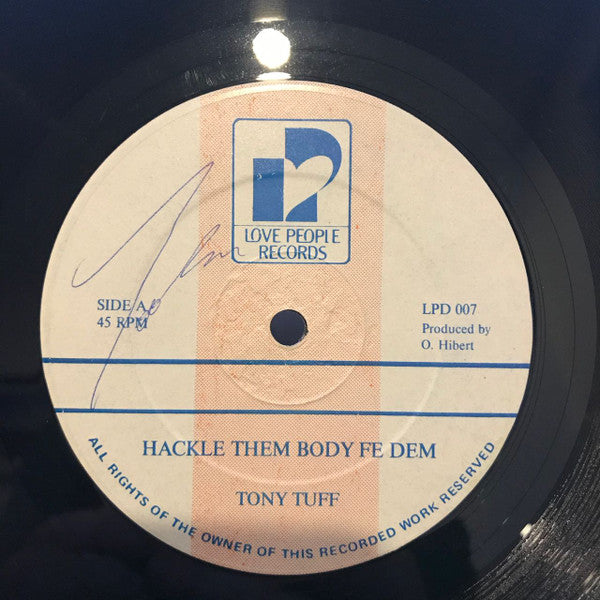 LOVE PEOPLE
RECORDS
SIDE A
45 RPM
LPD 007
Produced by
O. Hibert
HACKLE THEM BODY FE DEM
TONY TUFF
ALL RIGHTS OF THE OWNER OF THIS RECORDED WORK RESERVED